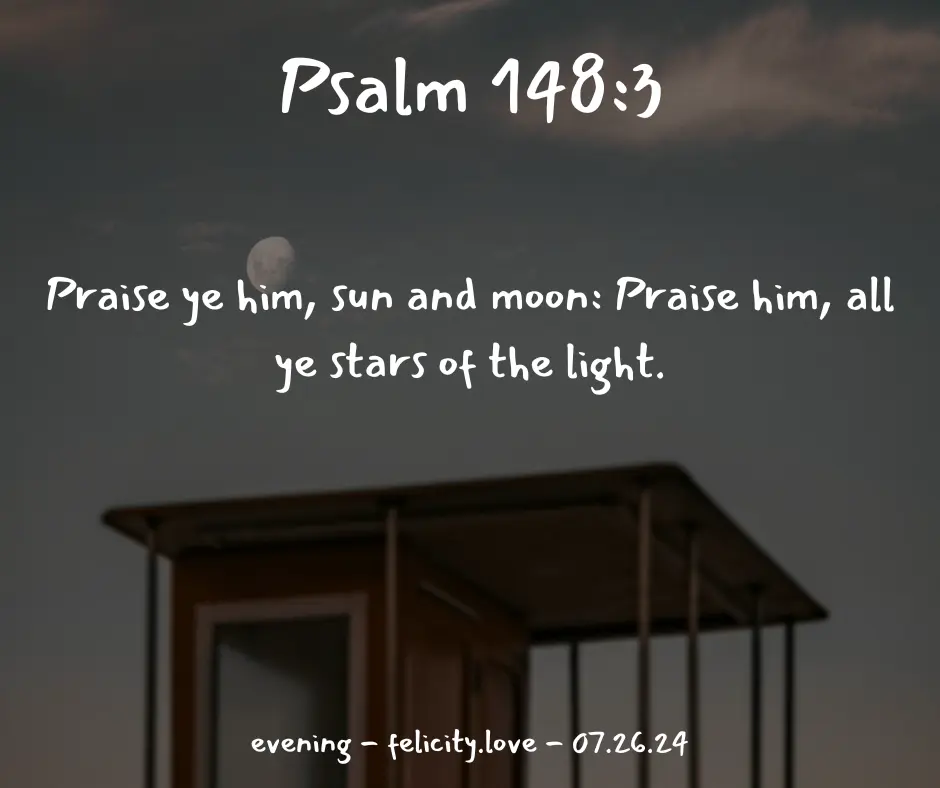 Psalm 148:3
Praise ye him, sun and moon: Praise him, all
ye stars of the light.
evening - felicity.love - 07.26.24